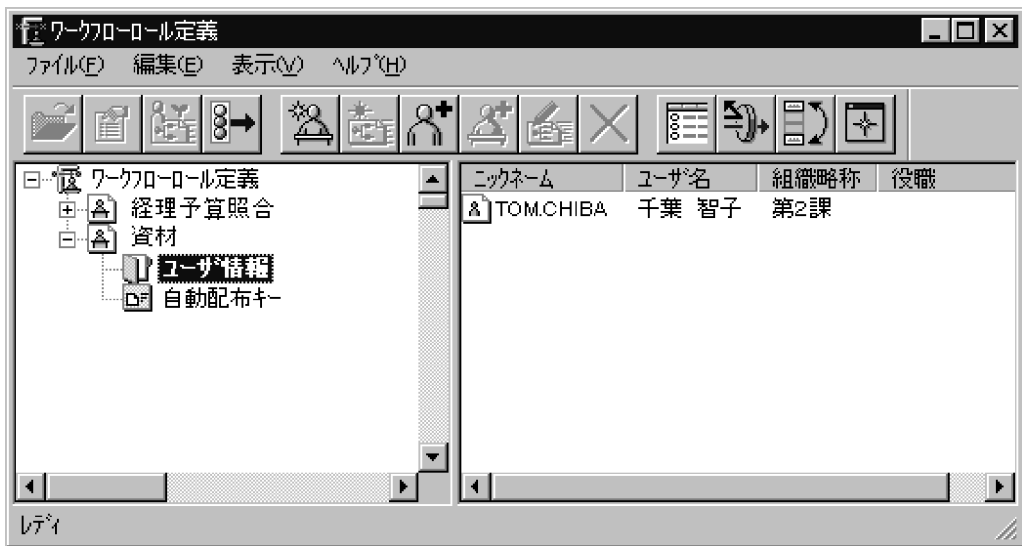 ワークフローロール定義
ファイル(F) 編集(E) 表示(V) ヘルプ(H)
ワークフローロール定義
経理予算照合
資材
ユーザ情報
自動配布キー
ニックネーム ユーザ名 組織略称 役職
TOM.CHIBA 千葉 智子 第2課
レディ